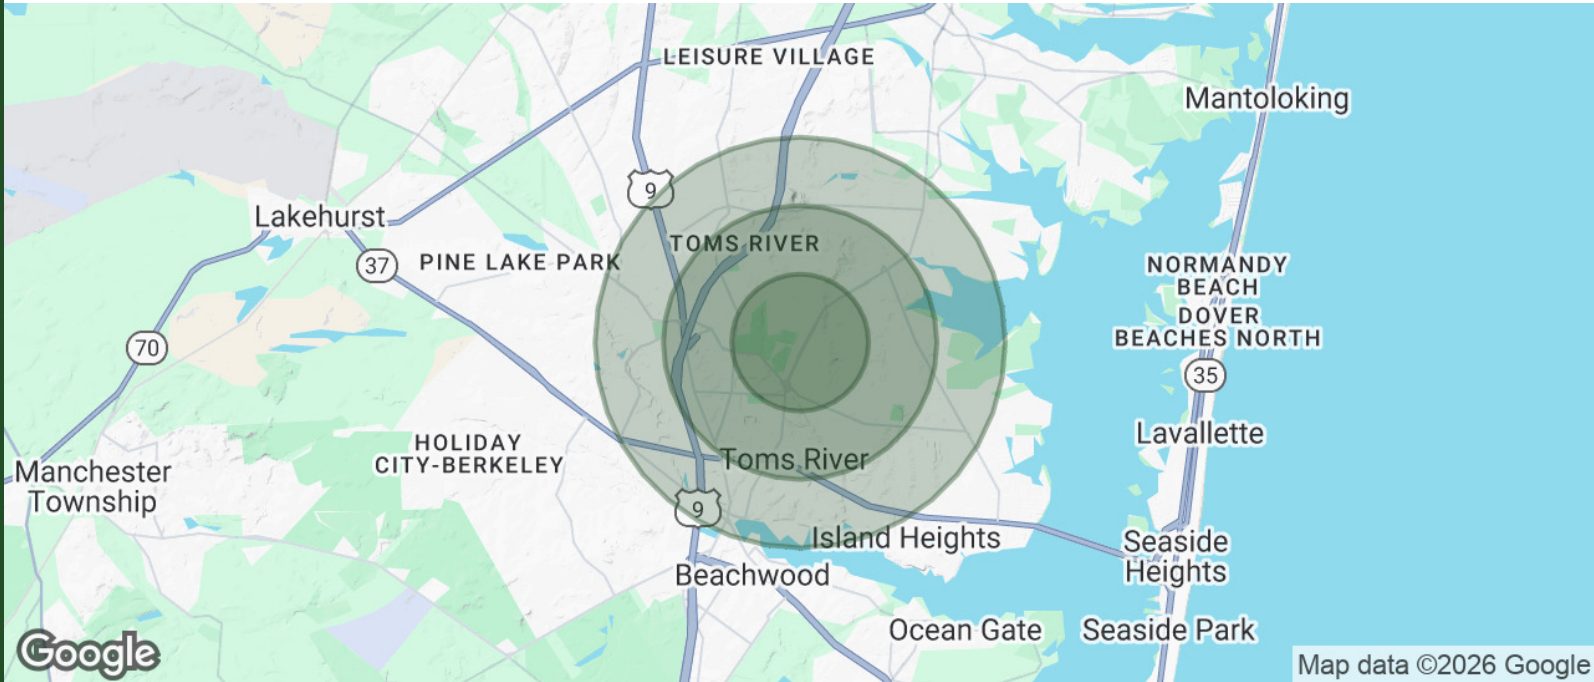 LEISURE VILLAGE
Mantoloking
9
Lakehurst
TOMS RIVER
37
PINE LAKE PARK
NORMANDY
BEACH
DOVER
BEACHES NORTH
70
35
Lavallette
HOLIDAY
CITY-BERKELEY
Toms River
Manchester
Township
9
Island Heights
Seaside
Heights
Beachwood
Ocean Gate
Seaside Park
Google
Map data ©2026 Google